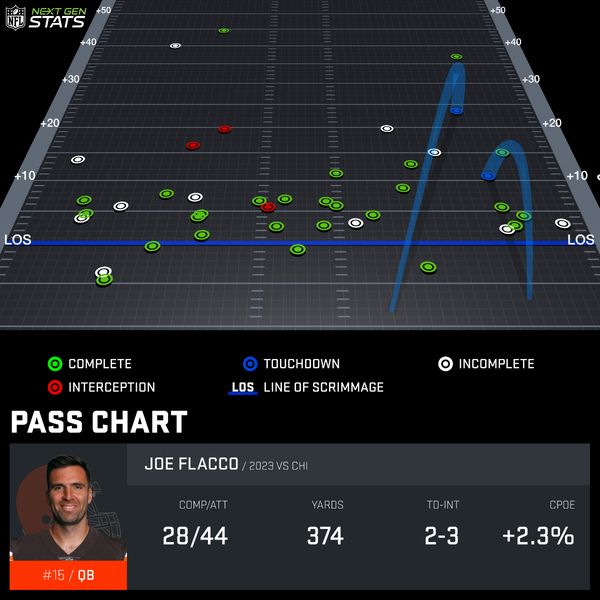 NFL NEXT GEN STATS
+50 +50
+40 +40
+30 +30
+20 +20
+10 +10
LOS LOS
COMPLETE TOUCHDOWN INCOMPLETE
INTERCEPTION LOS LINE OF SCRIMMAGE
PASS CHART
JOE FLACCO / 2023 VS CHI
COMP/ATT YARDS TD-INT CPOE
28/44 374 2-3 +2.3%
#15 / QB